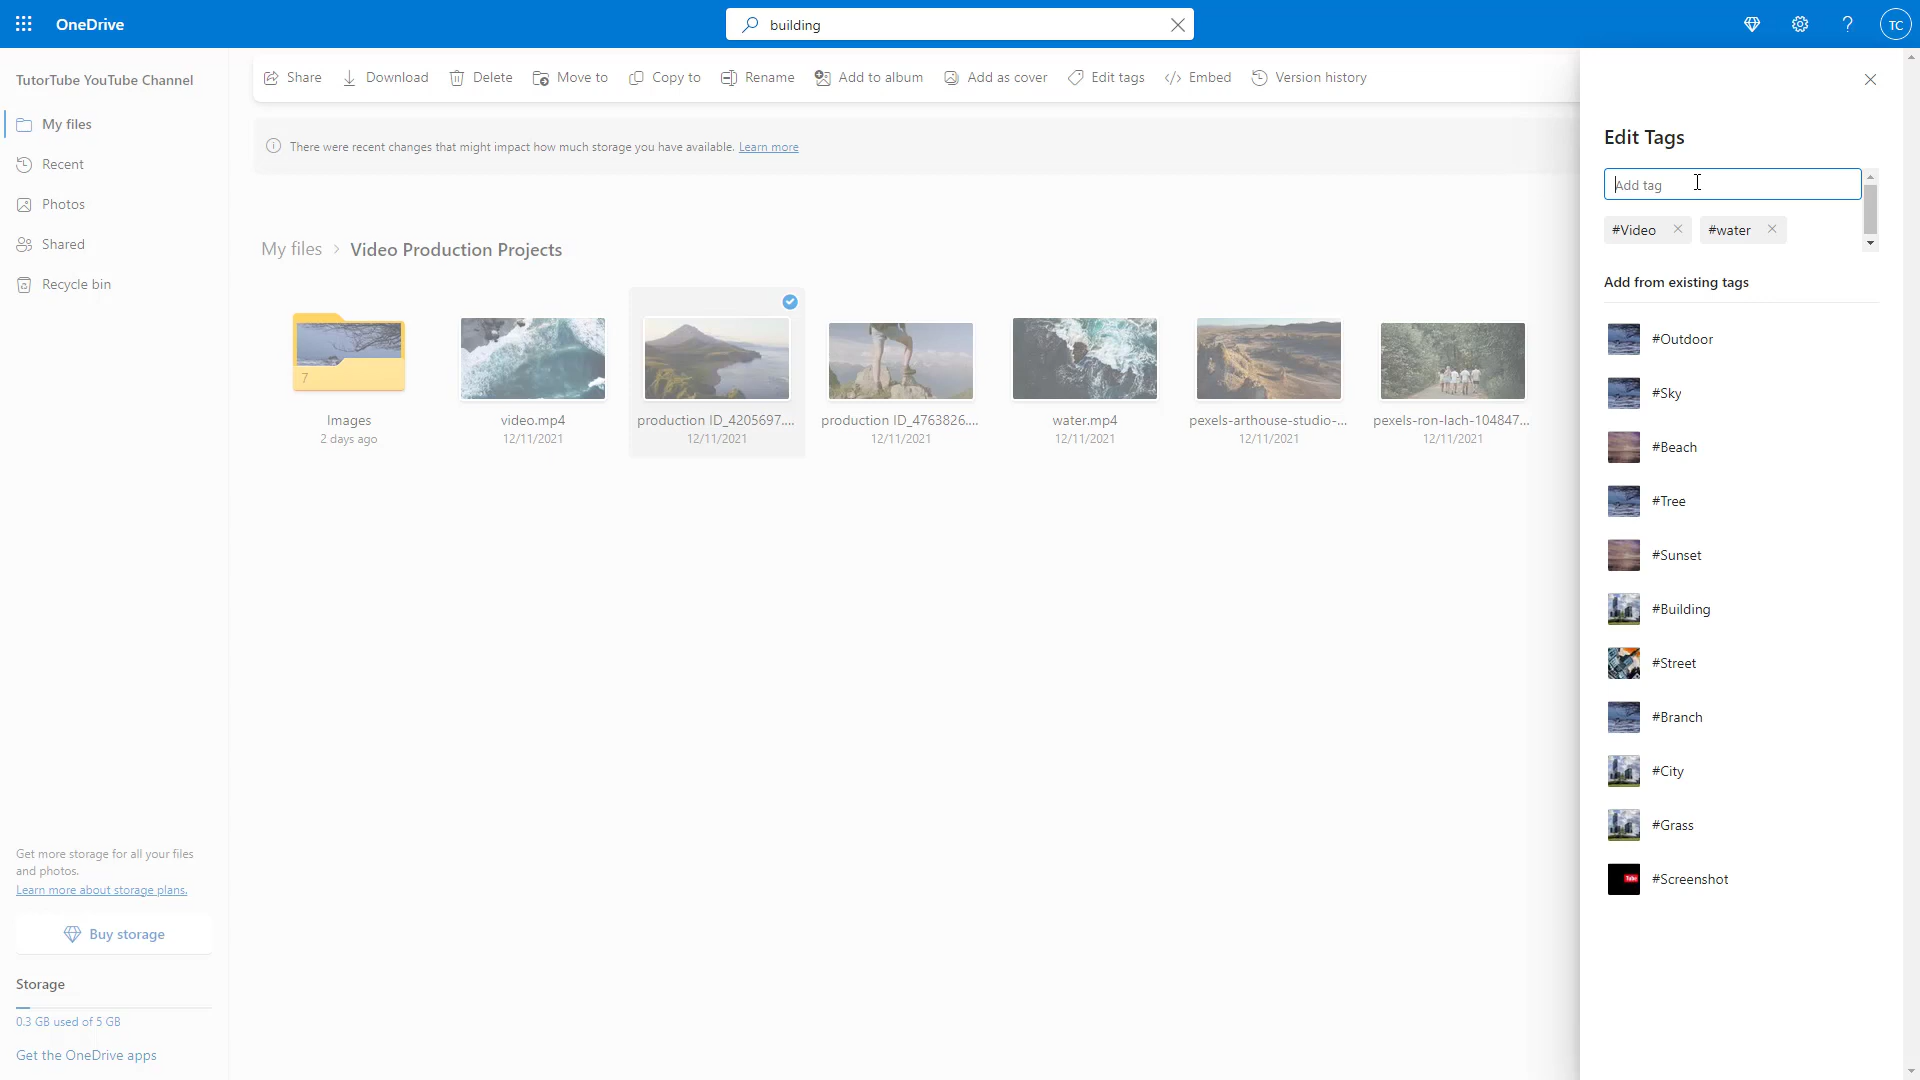 OneDrive
building
TC
TutorTube YouTube Channel
My files
Recent
Photos
Shared
Recycle bin
Get more storage for all your files
and photos.
Learn more about storage plans.
Buy storage
Storage
0.3 GB used of 5 GB
Get the OneDrive apps
Share
Download
Delete
Move to
Copy to
Rename
Add to album
Add as cover
Edit tags
Embed
Version history
There were recent changes that might impact how much storage you have available. Learn more
My files > Video Production Projects
7
Images
2 days ago
video.mp4
12/11/2021
production ID_4205697....
12/11/2021
production ID_4763826....
12/11/2021
water.mp4
12/11/2021
pexels-arthouse-studio-...
12/11/2021
pexels-ron-lach-104847...
12/11/2021
Edit Tags
Add tag
#Video
#water
Add from existing tags
#Outdoor
#Sky
#Beach
#Tree
#Sunset
#Building
#Street
#Branch
#City
#Grass
Tube
#Screenshot